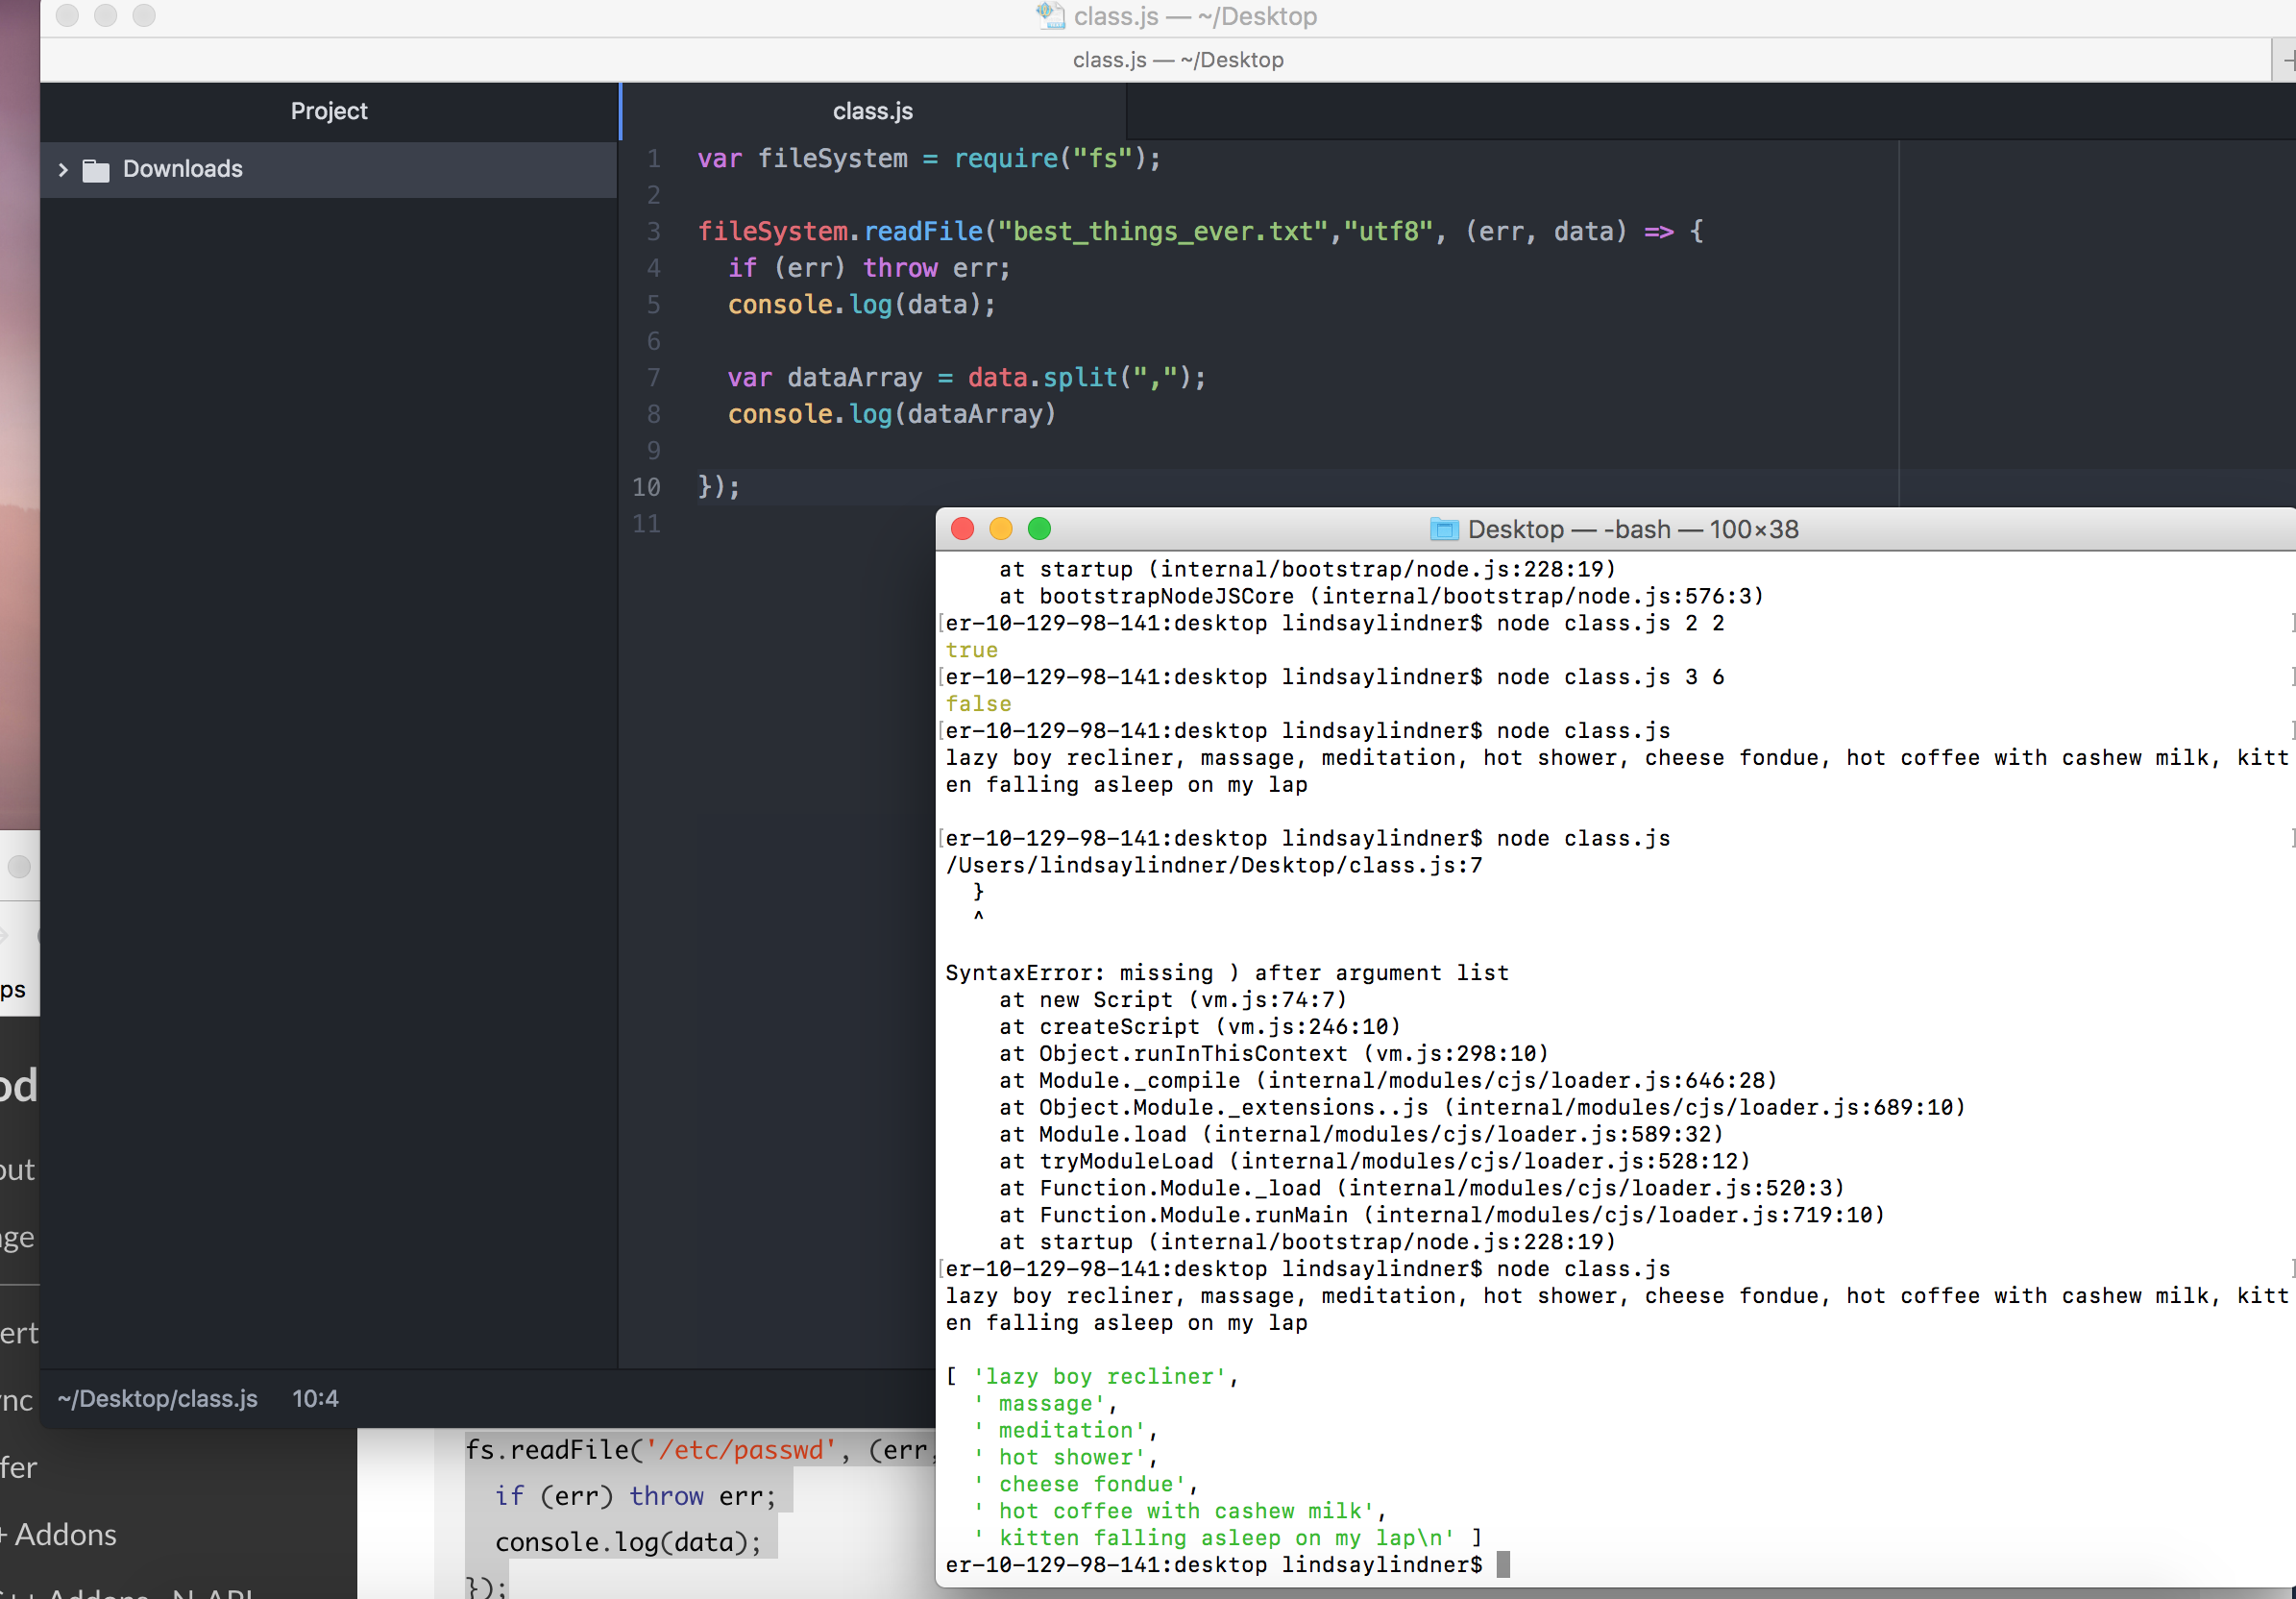 class.js — ~/Desktop
class.js — ~/Desktop
Project
class.js
Downloads
1 var fileSystem = require("fs");
2
3 fileSystem.readFile("best_things_ever.txt","utf8", (err, data) => {
4 if (err) throw err;
5 console.log(data);
6
7 var dataArray = data.split(",");
8 console.log(dataArray)
9
10 });
11
Desktop — -bash — 100×38
at startup (internal/bootstrap/node.js:228:19)
at bootstrapNodeJSCore (internal/bootstrap/node.js:576:3)
[er-10-129-98-141:desktop lindsaylindner$ node class.js 2 2 ]
true
[er-10-129-98-141:desktop lindsaylindner$ node class.js 3 6 ]
false
[er-10-129-98-141:desktop lindsaylindner$ node class.js ]
lazy boy recliner, massage, meditation, hot shower, cheese fondue, hot coffee with cashew milk, kitt
en falling asleep on my lap
[er-10-129-98-141:desktop lindsaylindner$ node class.js ]
/Users/lindsaylindner/Desktop/class.js:7
}
^
SyntaxError: missing ) after argument list
at new Script (vm.js:74:7)
at createScript (vm.js:246:10)
at Object.runInThisContext (vm.js:298:10)
at Module._compile (internal/modules/cjs/loader.js:646:28)
at Object.Module._extensions..js (internal/modules/cjs/loader.js:689:10)
at Module.load (internal/modules/cjs/loader.js:589:32)
at tryModuleLoad (internal/modules/cjs/loader.js:528:12)
at Function.Module._load (internal/modules/cjs/loader.js:520:3)
at Function.Module.runMain (internal/modules/cjs/loader.js:719:10)
at startup (internal/bootstrap/node.js:228:19)
[er-10-129-98-141:desktop lindsaylindner$ node class.js ]
lazy boy recliner, massage, meditation, hot shower, cheese fondue, hot coffee with cashew milk, kitt
en falling asleep on my lap
[ 'lazy boy recliner',
' massage',
' meditation',
' hot shower',
' cheese fondue',
' hot coffee with cashew milk',
' kitten falling asleep on my lap\n' ]
er-10-129-98-141:desktop lindsaylindner$
~/Desktop/class.js 10:4
ps
od
out
ge
ert
nc
fer
+ Addons
fs.readFile('/etc/passwd', (err,
if (err) throw err;
console.log(data);
});